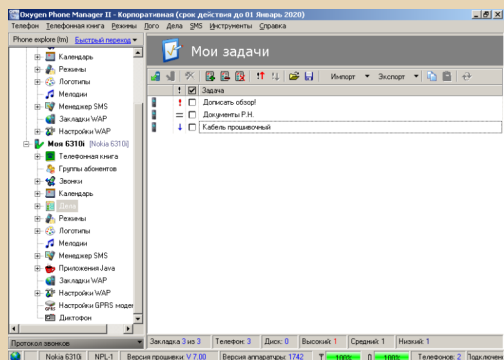 Oxygen Phone Manager II - Корпоративная (срок действия до 01 Январь 2020)
Телефон Телефонная книга Режимы Лого Дела SMS Инструменты Справка
Phone explore (tm) Быстрый переход
Мои задачи
Импорт Экспорт
! Задача
! Дописать обзор!
= Документы Р.Н.
↓ Кабель прошивочный
Календарь
Режимы
Логотипы
Мелодии
Менеджер SMS
Закладки WAP
Настройки WAP
Моя 6310i [Nokia 6310i]
Телефонная книга
Группы абонентов
Звонки
Календарь
Дела
Режимы
Логотипы
Мелодии
Менеджер SMS
Приложения Java
Закладки WAP
Настройки WAP
Настройки GPRS модем
Диктофон
Протокол звонков
Закладка 3 из 3 Телефон: 3 Диск: 0 Высокий: 1 Средний: 1 Низкий: 1
Nokia 6310i NPL-1 Версия прошивки: V 7.00 Версия аппаратуры: 1742 100% 100% Телефонов: 2 Подключен